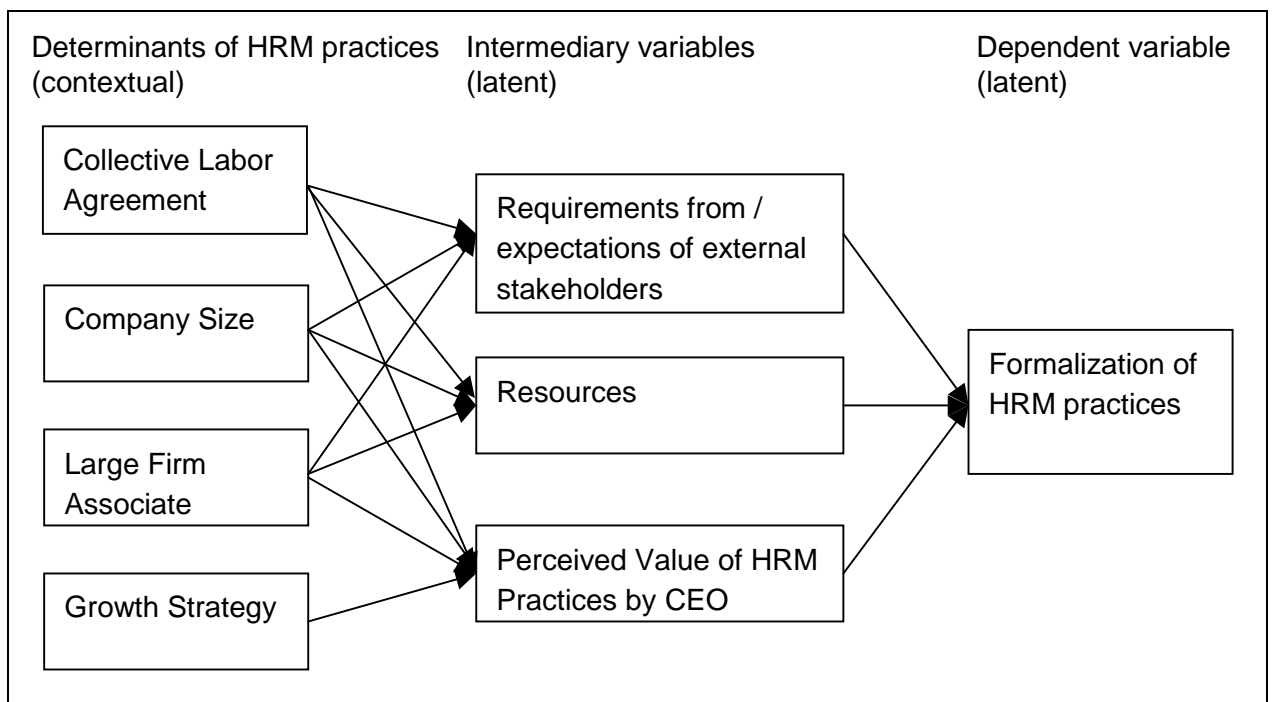 Determinants of HRM practices
(contextual)
Intermediary variables
(latent)
Dependent variable
(latent)
Collective Labor
Agreement
Company Size
Large Firm
Associate
Growth Strategy
Requirements from /
expectations of external
stakeholders
Resources
Perceived Value of HRM
Practices by CEO
Formalization of
HRM practices